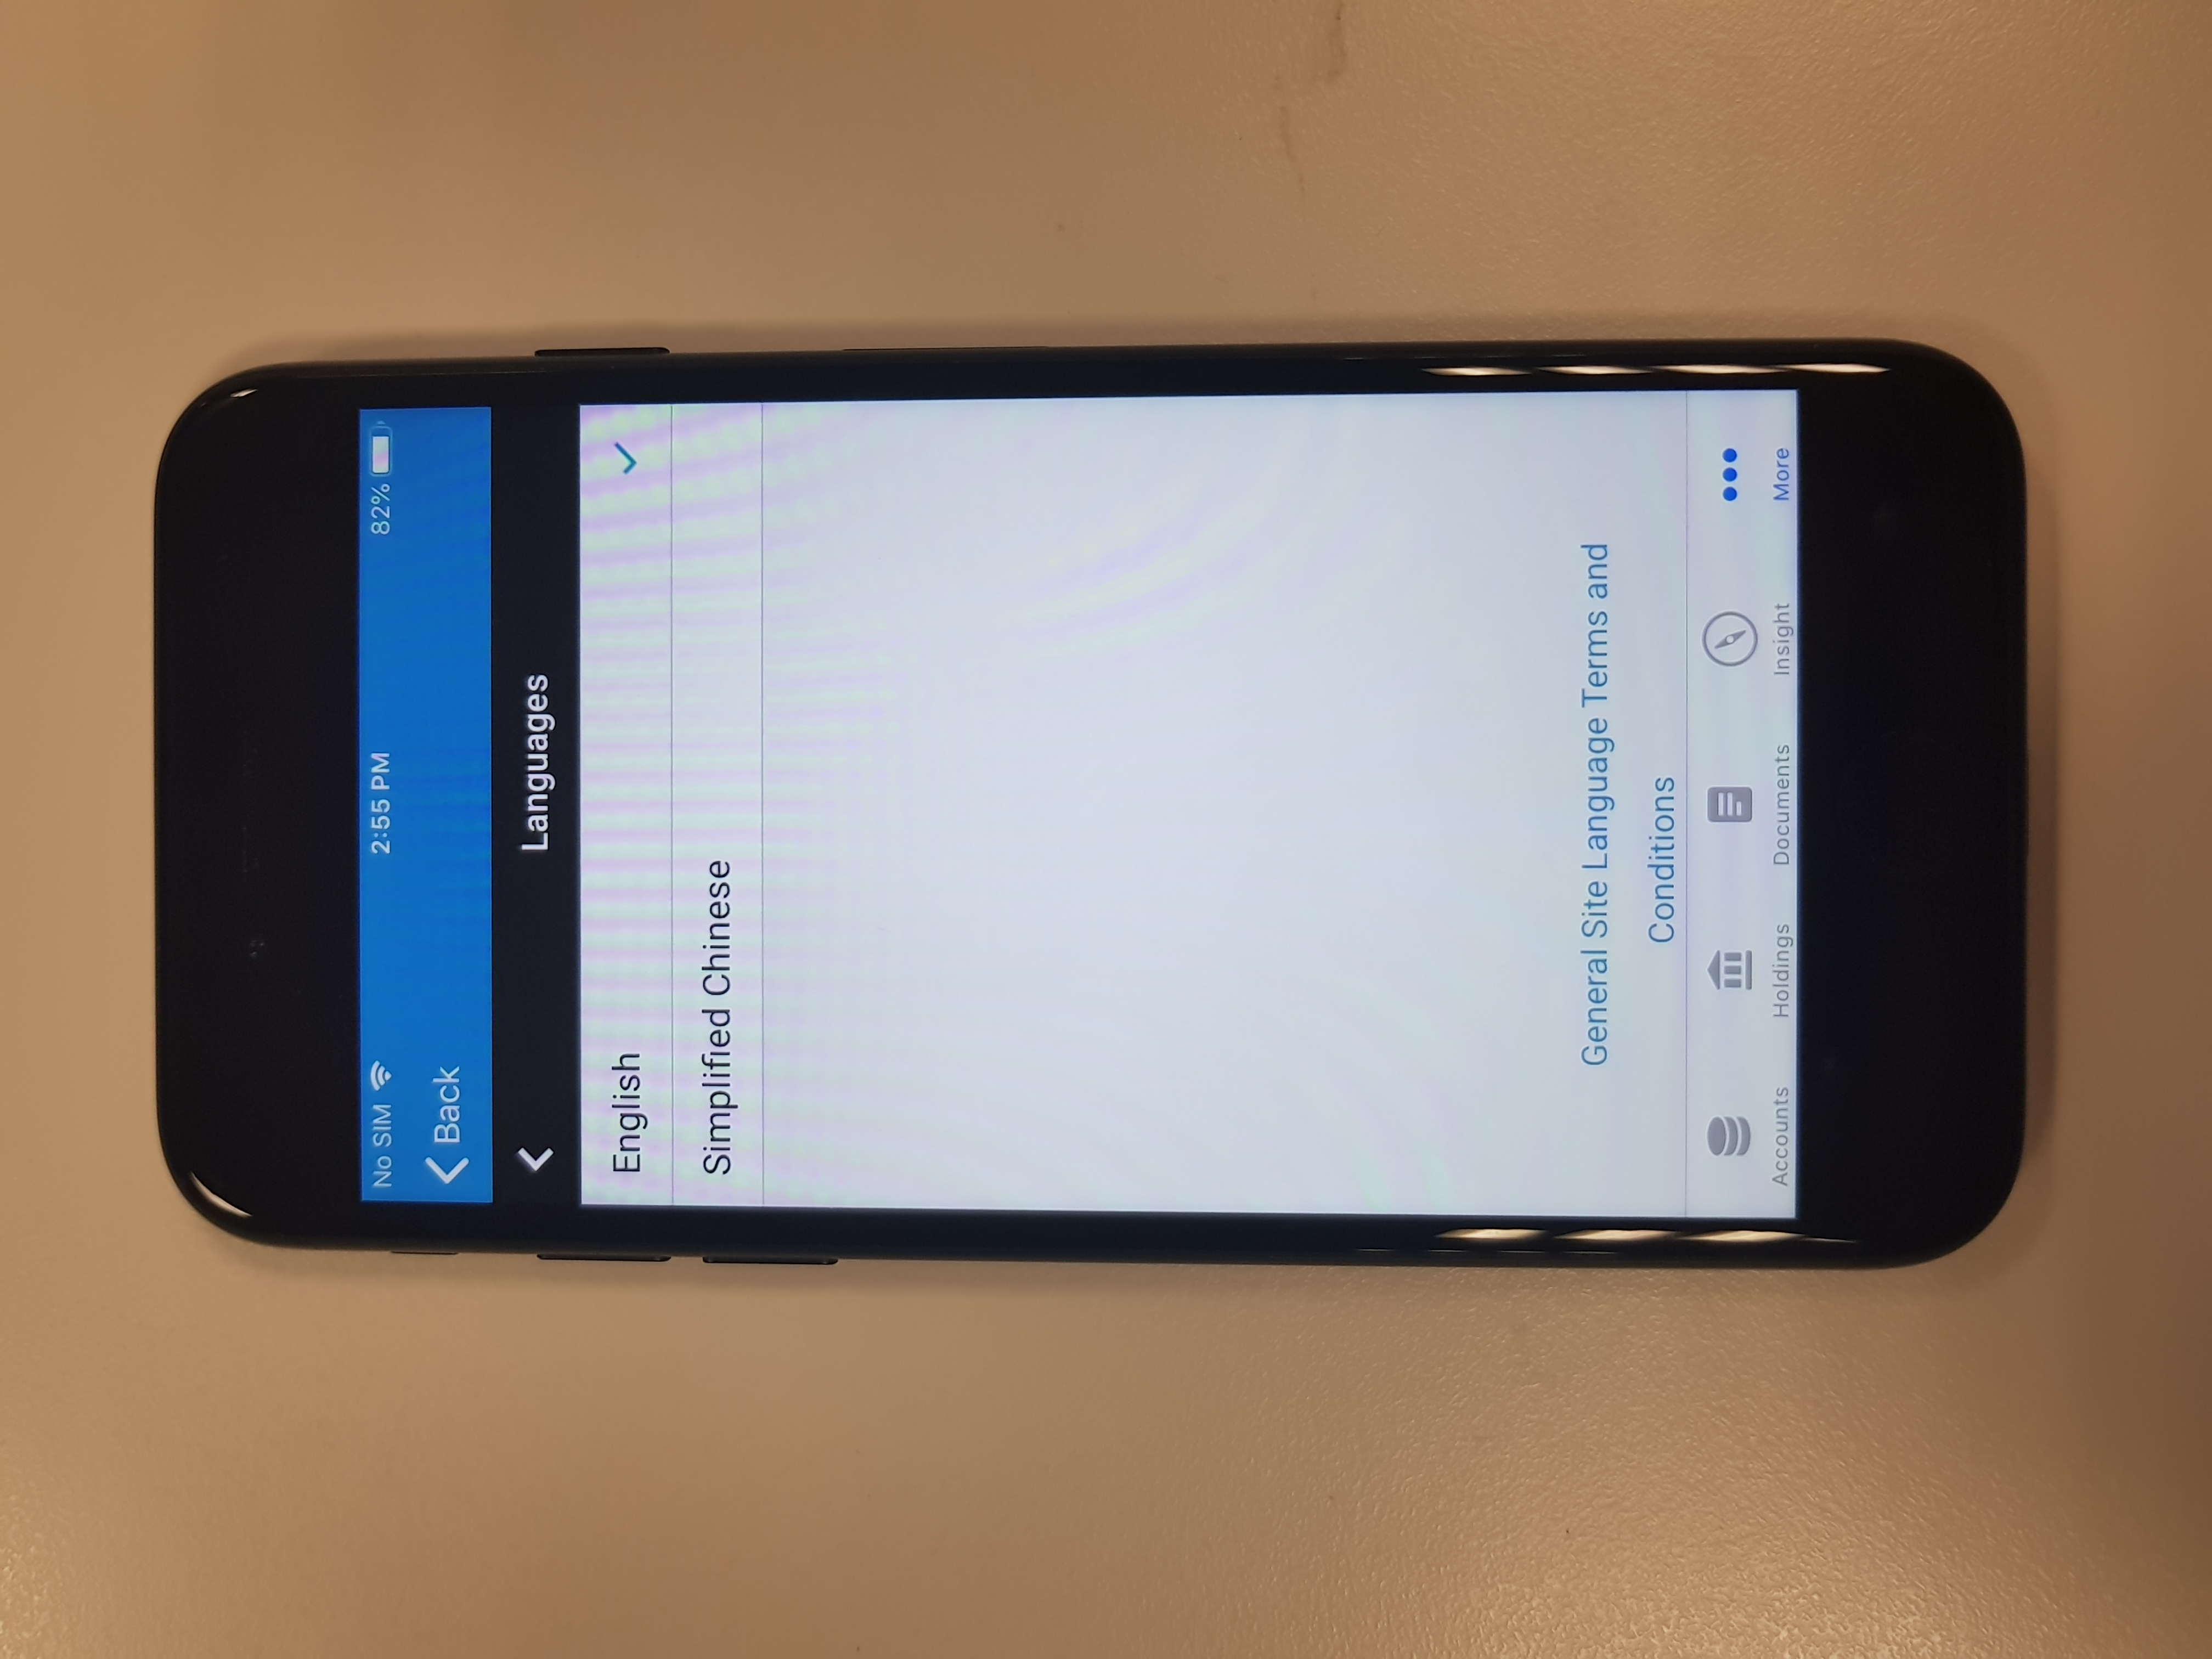 No SIM 2:55 PM 82%
Back
Languages
English
Simplified Chinese
General Site Language Terms and
Conditions
Accounts Holdings Documents Insight More